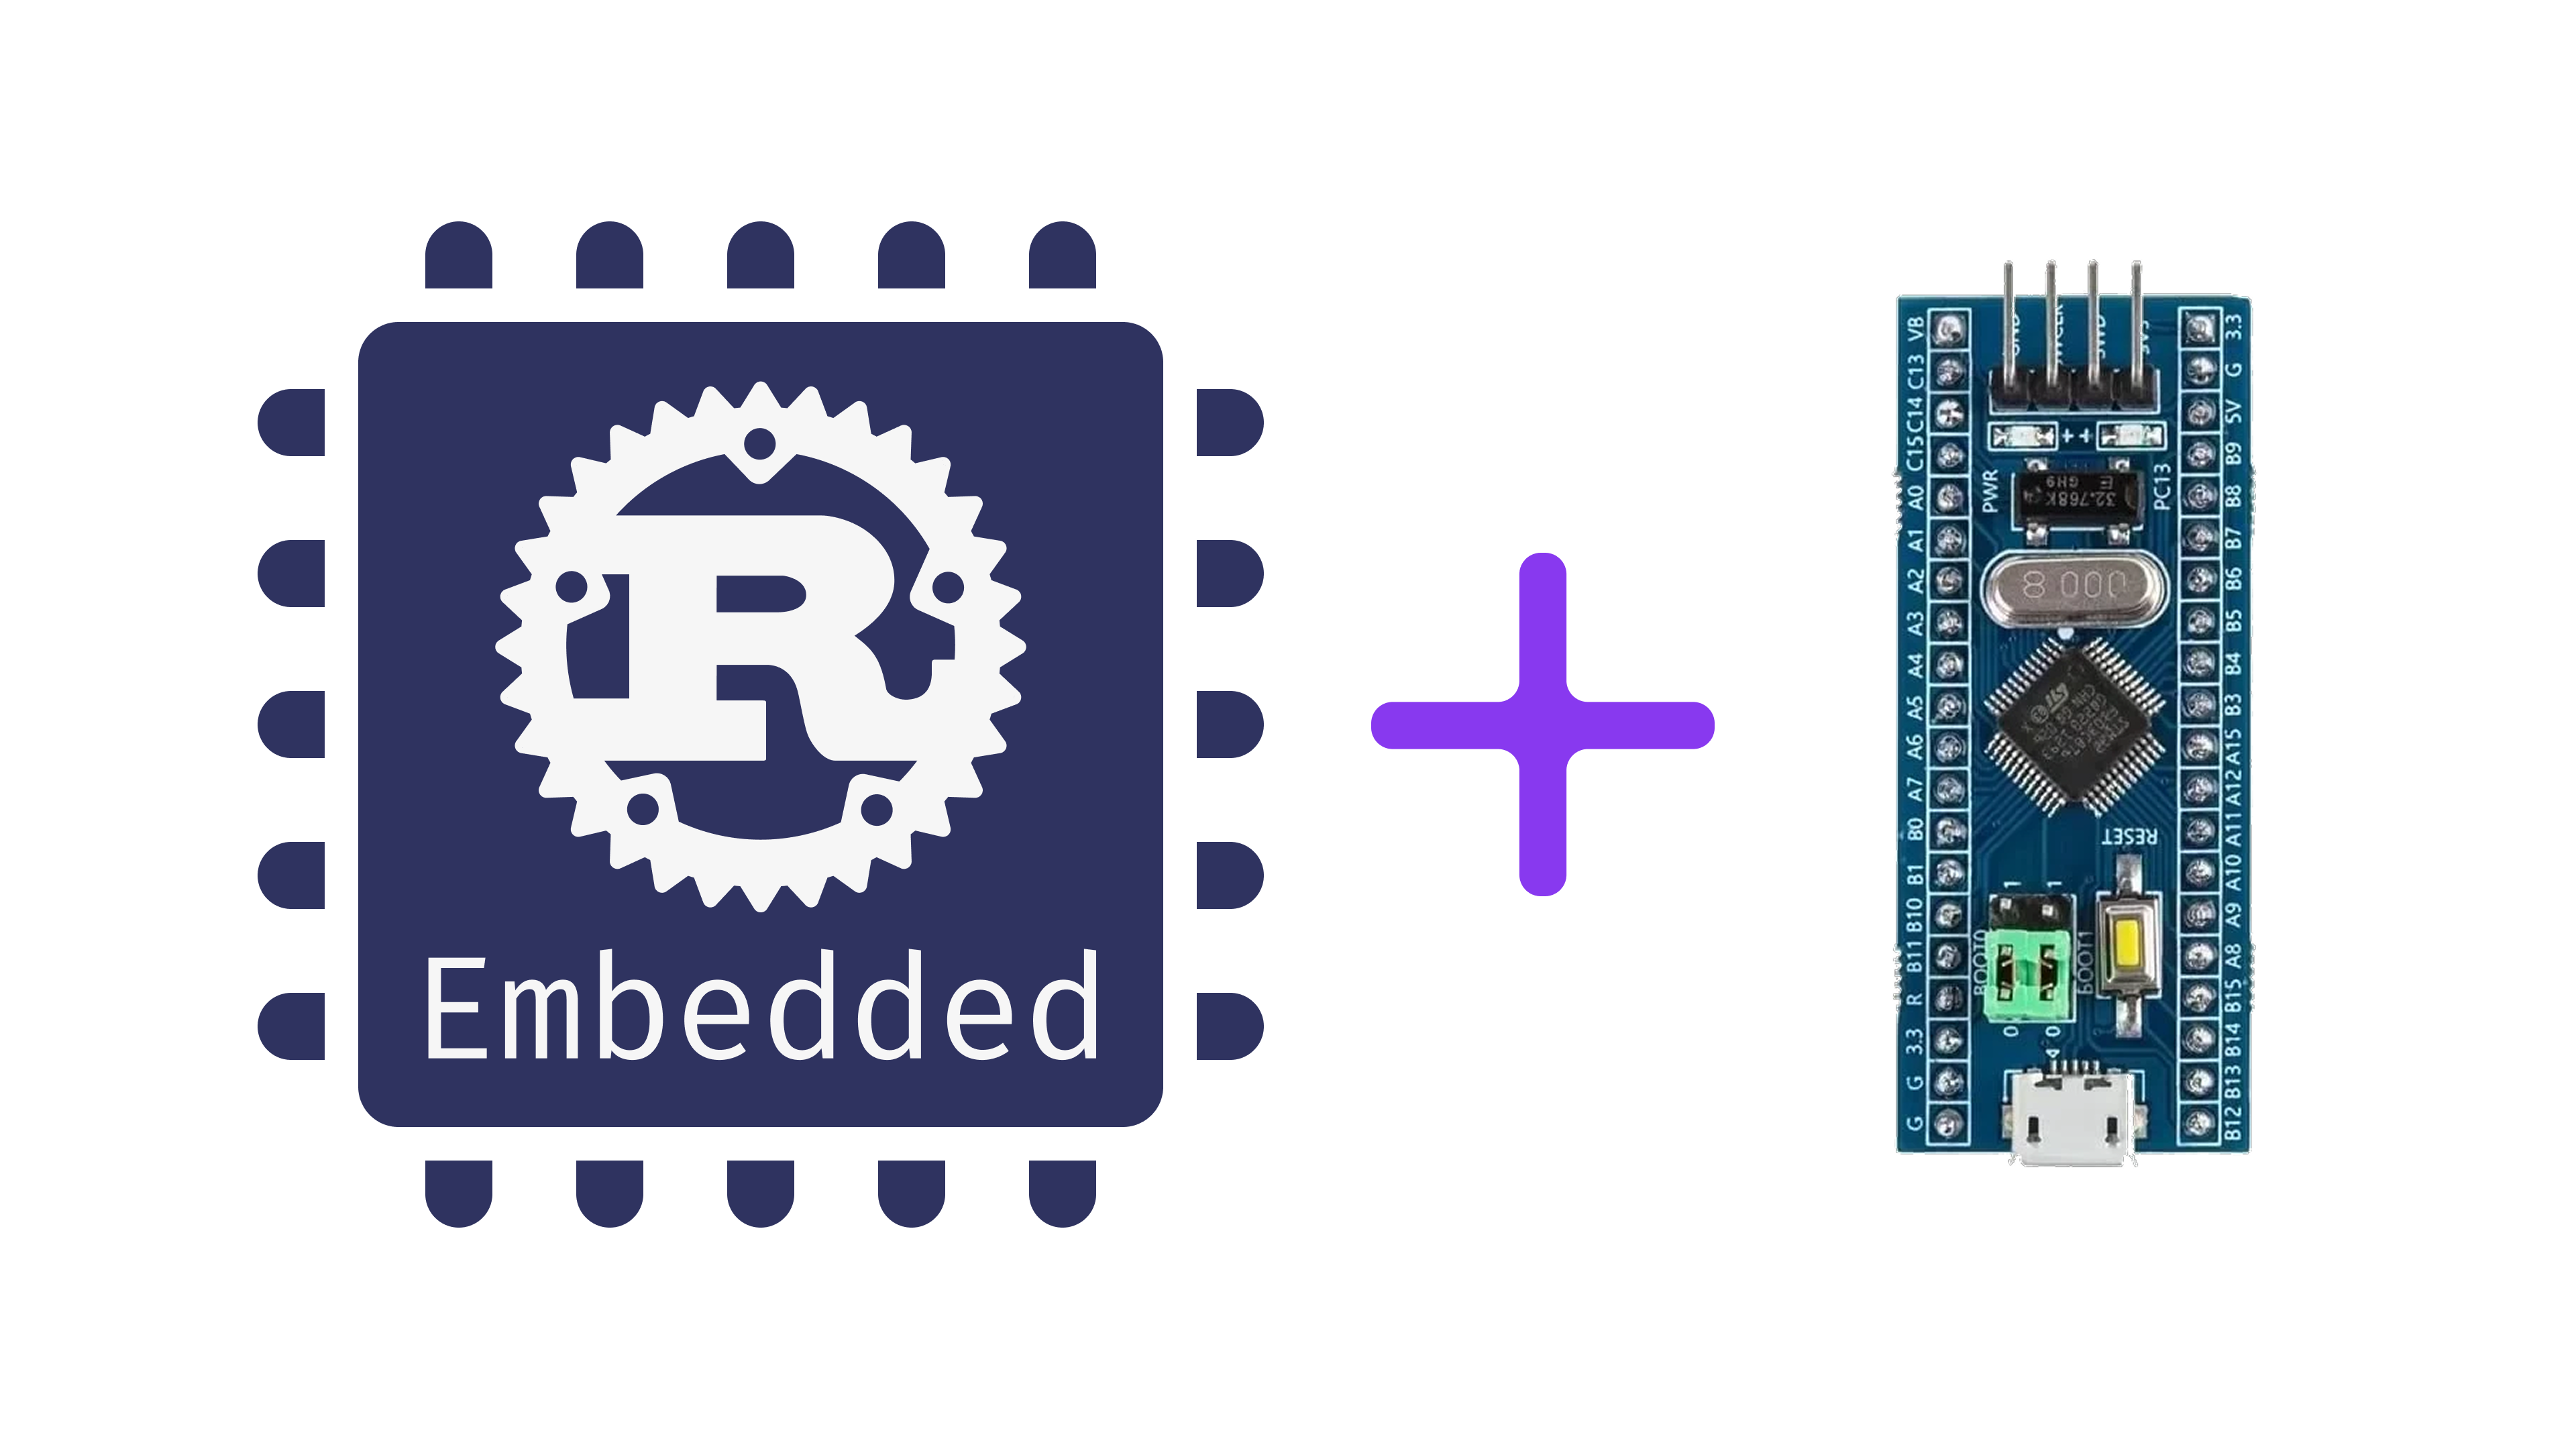 R
Embedded
VB
C13
C14
C15
A0
A1
A2
A3
A4
A5
A6
A7
B0
B1
B10
B11
R
3.3
G
G
GND
++
PWR
PC13
32.768K
RESET
1 1
BOOT0
BOOT1
0 0
3.3
G
5V
B9
B8
B7
B6
B5
B4
B3
A15
A12
A11
A10
A9
A8
B15
B14
B13
B12